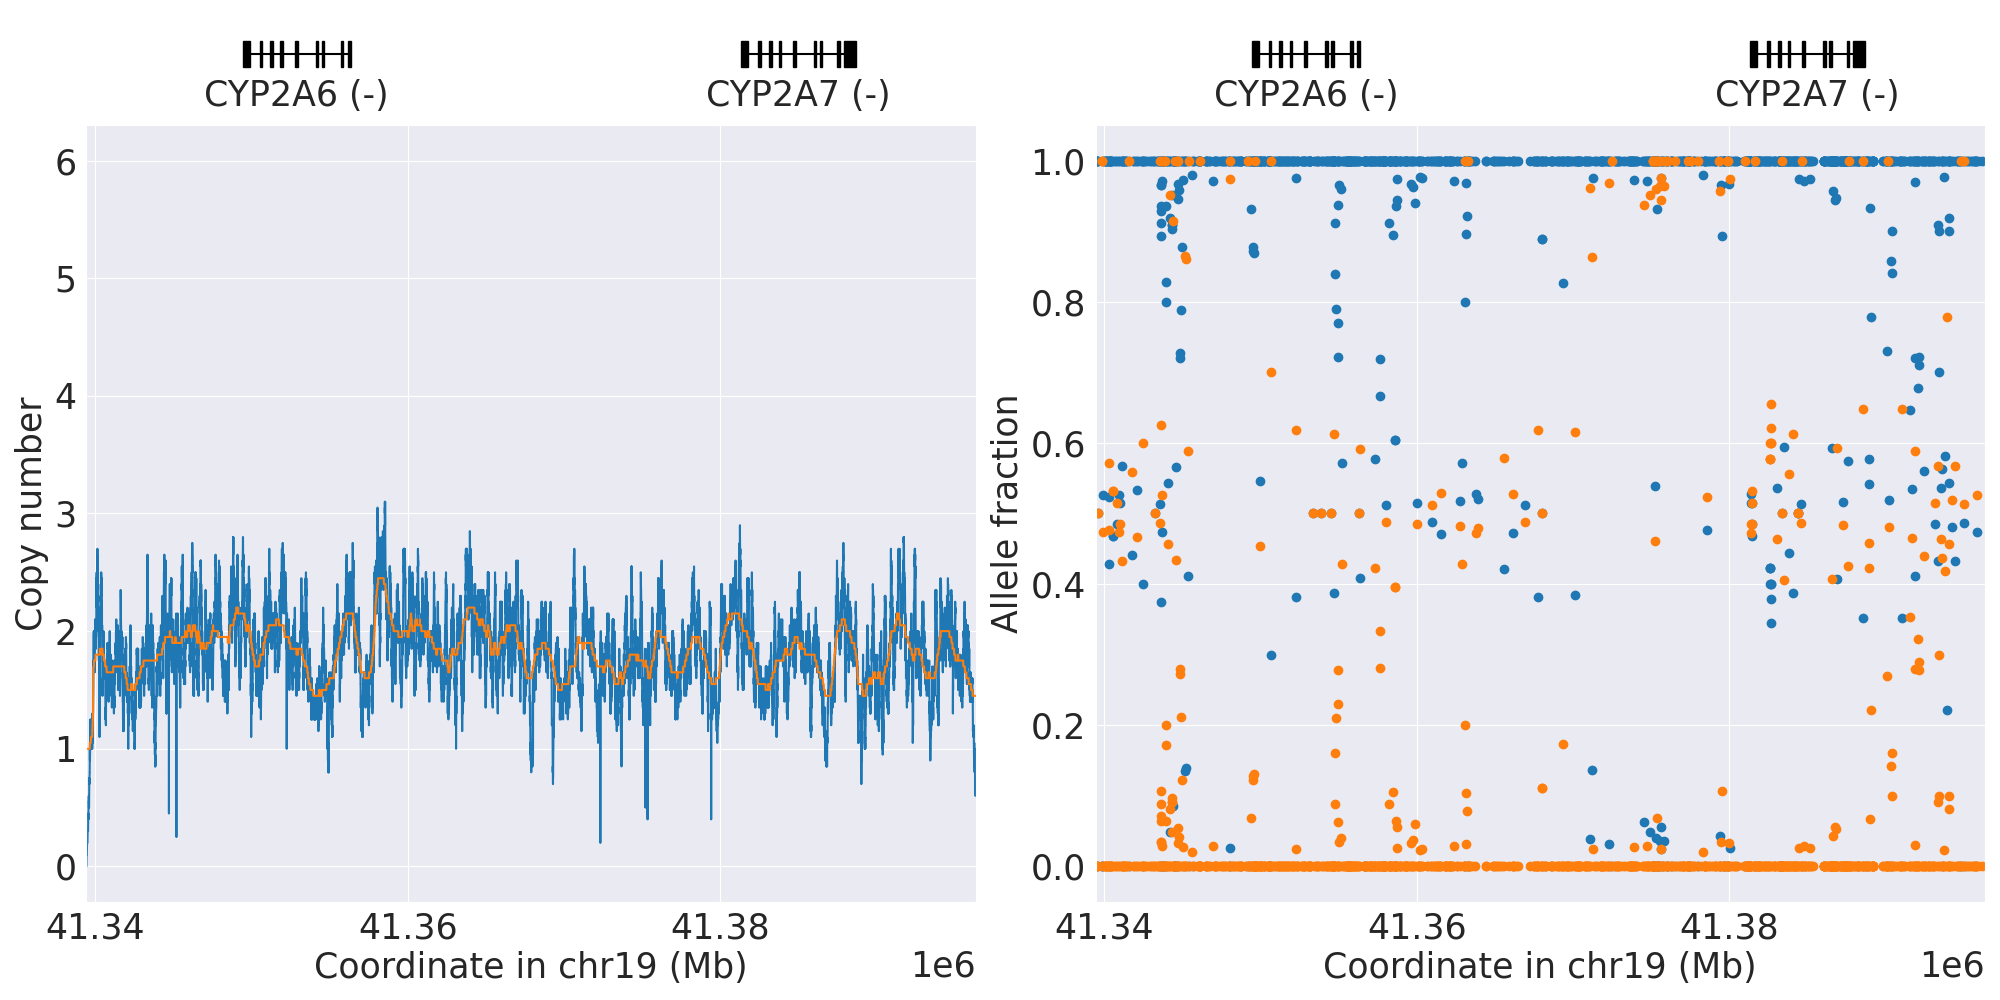 CYP2A6 (-) CYP2A7 (-)
Copy number
6
5
4
3
2
1
0
41.34 41.36 41.38
Coordinate in chr19 (Mb) 1e6
CYP2A6 (-) CYP2A7 (-)
Allele fraction
1.0
0.8
0.6
0.4
0.2
0.0
41.34 41.36 41.38
Coordinate in chr19 (Mb) 1e6